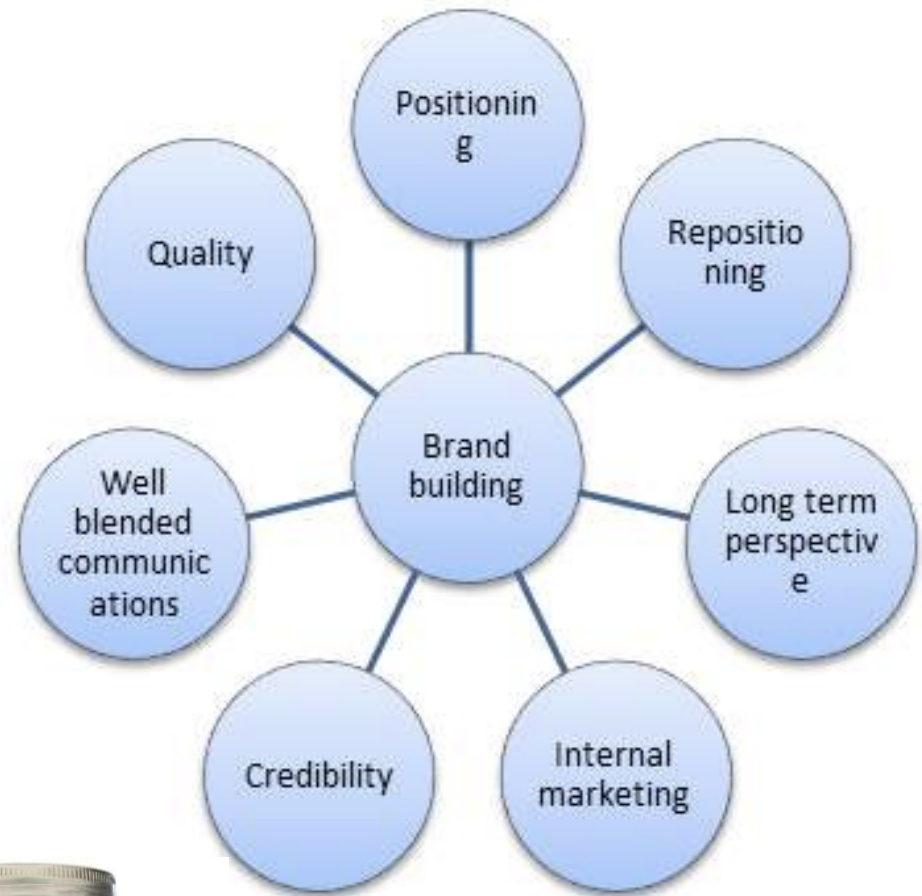 Positionin
g
Repositio
ning
Quality
Brand
building
Well
blended
communic
ations
Long term
perspectiv
e
Credibility
Internal
marketing